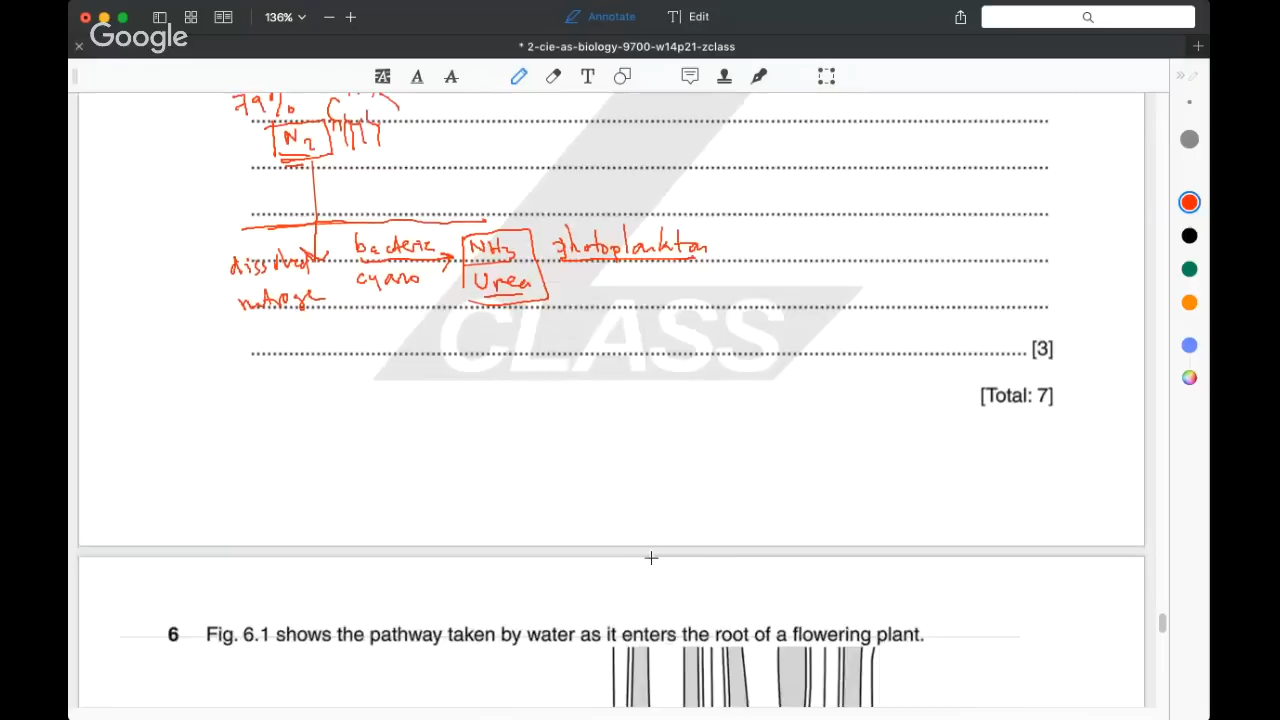 136%
Annotate
Edit
Google
* 2-cie-as-biology-9700-w14p21-zclass
79%
N2
dissolved bacteria NH3 photoplankton
cyano Urea
CLASS
[3]
[Total: 7]
6 Fig. 6.1 shows the pathway taken by water as it enters the root of a flowering plant.